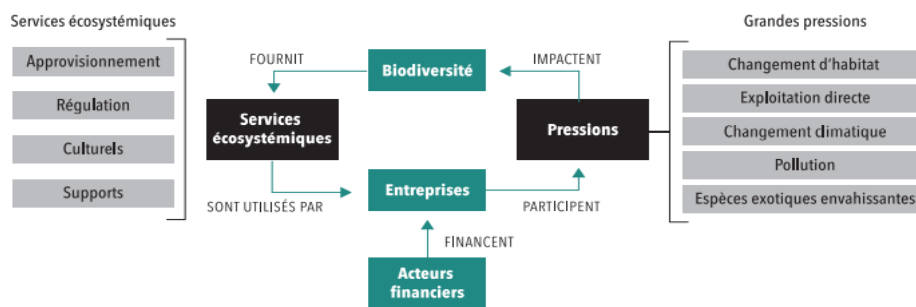 Services écosystémiques
Approvisionnement
Régulation
Culturels
Supports
FOURNIT
Biodiversité
IMPACTENT
Services
écosystémiques
Pressions
Entreprises
SONT UTILISÉS PAR
PARTICIPENT
FINANCENT
Acteurs
financiers
Grandes pressions
Changement d'habitat
Exploitation directe
Changement climatique
Pollution
Espèces exotiques envahissantes